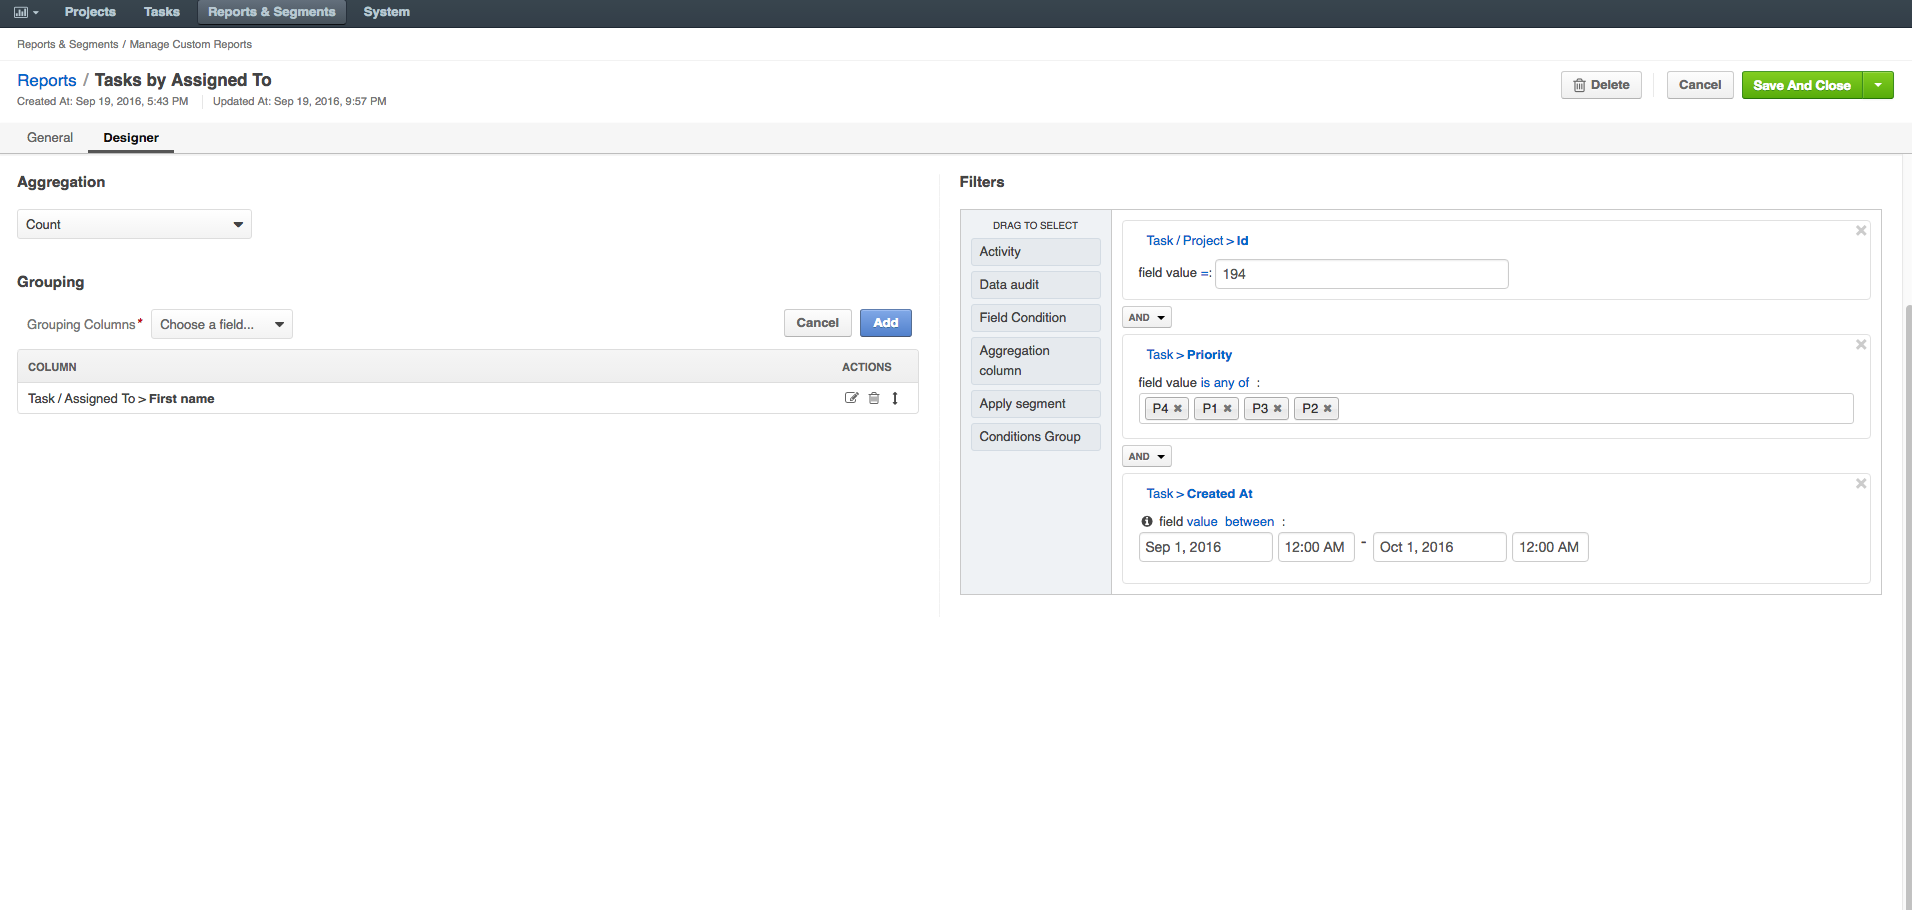 Projects Tasks Reports & Segments System
Reports & Segments / Manage Custom Reports
Reports / Tasks by Assigned To
Created At: Sep 19, 2016, 5:43 PM Updated At: Sep 19, 2016, 9:57 PM
Delete Cancel Save And Close
General Designer
Aggregation
Count
Grouping
Grouping Columns* Choose a field... Cancel Add
COLUMN ACTIONS
Task / Assigned To > First name
Filters
DRAG TO SELECT
Activity
Data audit
Field Condition
Aggregation
column
Apply segment
Conditions Group
Task / Project > Id
field value =: 194
AND
Task > Priority
field value is any of :
P4 P1 P3 P2
AND
Task > Created At
field value between :
Sep 1, 2016 12:00 AM - Oct 1, 2016 12:00 AM